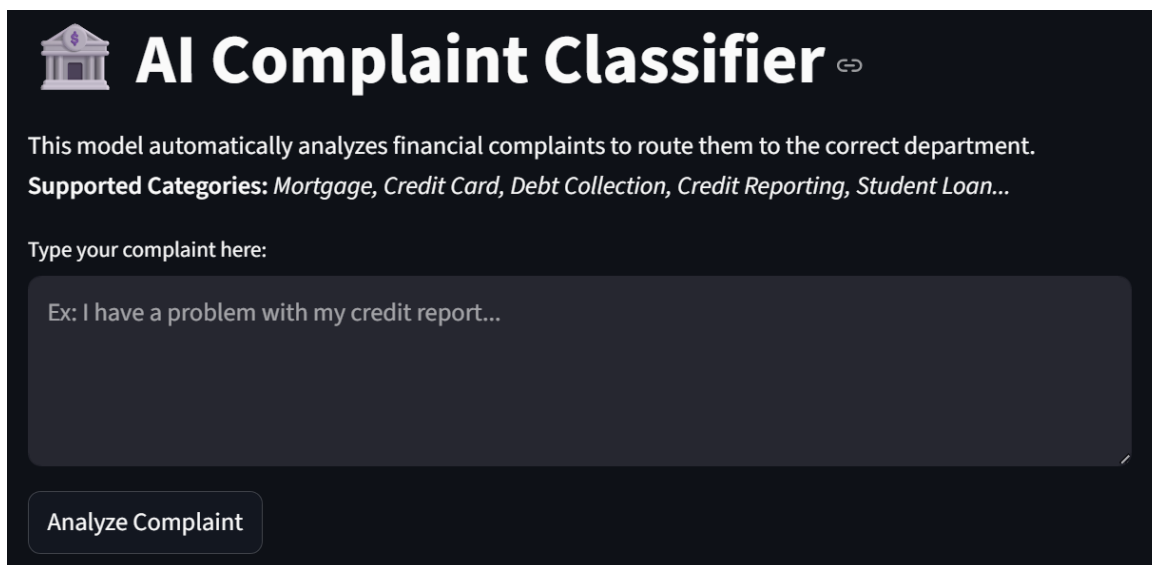 AI Complaint Classifier
This model automatically analyzes financial complaints to route them to the correct department.
Supported Categories: Mortgage, Credit Card, Debt Collection, Credit Reporting, Student Loan...
Type your complaint here:
Ex: I have a problem with my credit report...
Analyze Complaint